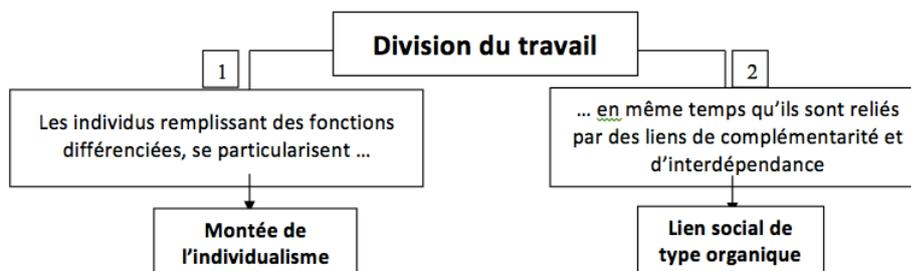 Division du travail
1
2
Les individus remplissant des fonctions
différenciées, se particularisent ...
... en même temps qu'ils sont reliés
par des liens de complémentarité et
d'interdépendance
Montée de
l'individualisme
Lien social de
type organique